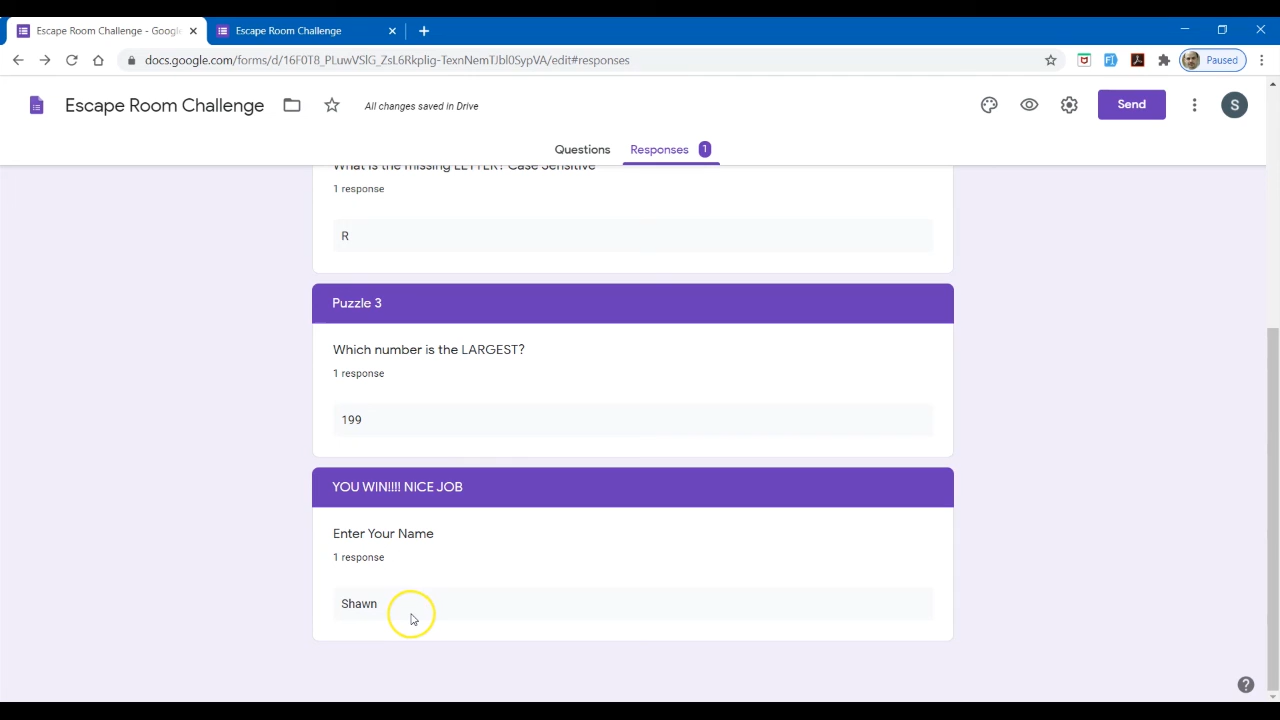 Escape Room Challenge - Google
Escape Room Challenge
docs.google.com/forms/d/16F0T8_PLuwVSlG_ZsL6Rkplig-TexnNemTJbl0SypVA/edit#responses
Paused
Escape Room Challenge
All changes saved in Drive
Send
S
Questions
Responses 1
What is the missing LETTER? Case Sensitive
1 response
R
Puzzle 3
Which number is the LARGEST?
1 response
199
YOU WIN!!!! NICE JOB
Enter Your Name
1 response
Shawn